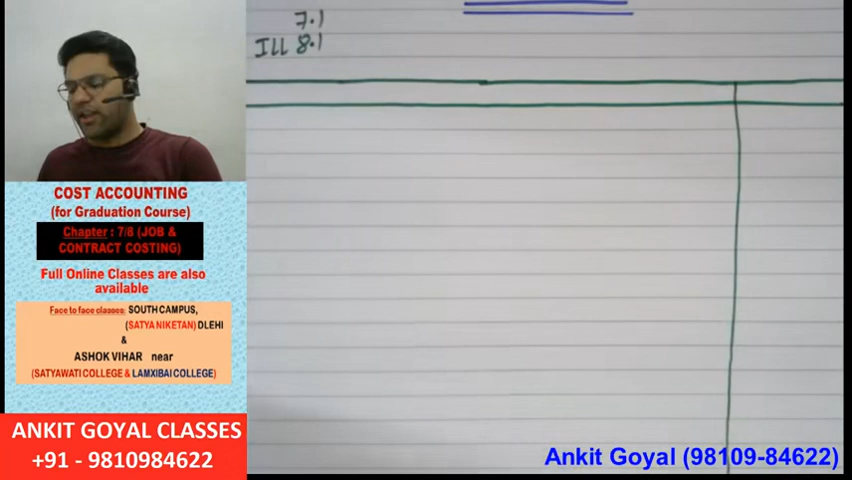 7.1
Ill 8.1
COST ACCOUNTING
(for Graduation Course)
Chapter : 7/8 (JOB &
CONTRACT COSTING)
Full Online Classes are also
available
Face to face classes: SOUTH CAMPUS,
(SATYA NIKETAN) DLEHI
&
ASHOK VIHAR near
(SATYAWATI COLLEGE & LAMXIBAI COLLEGE)
ANKIT GOYAL CLASSES
+91 - 9810984622
Ankit Goyal (98109-84622)